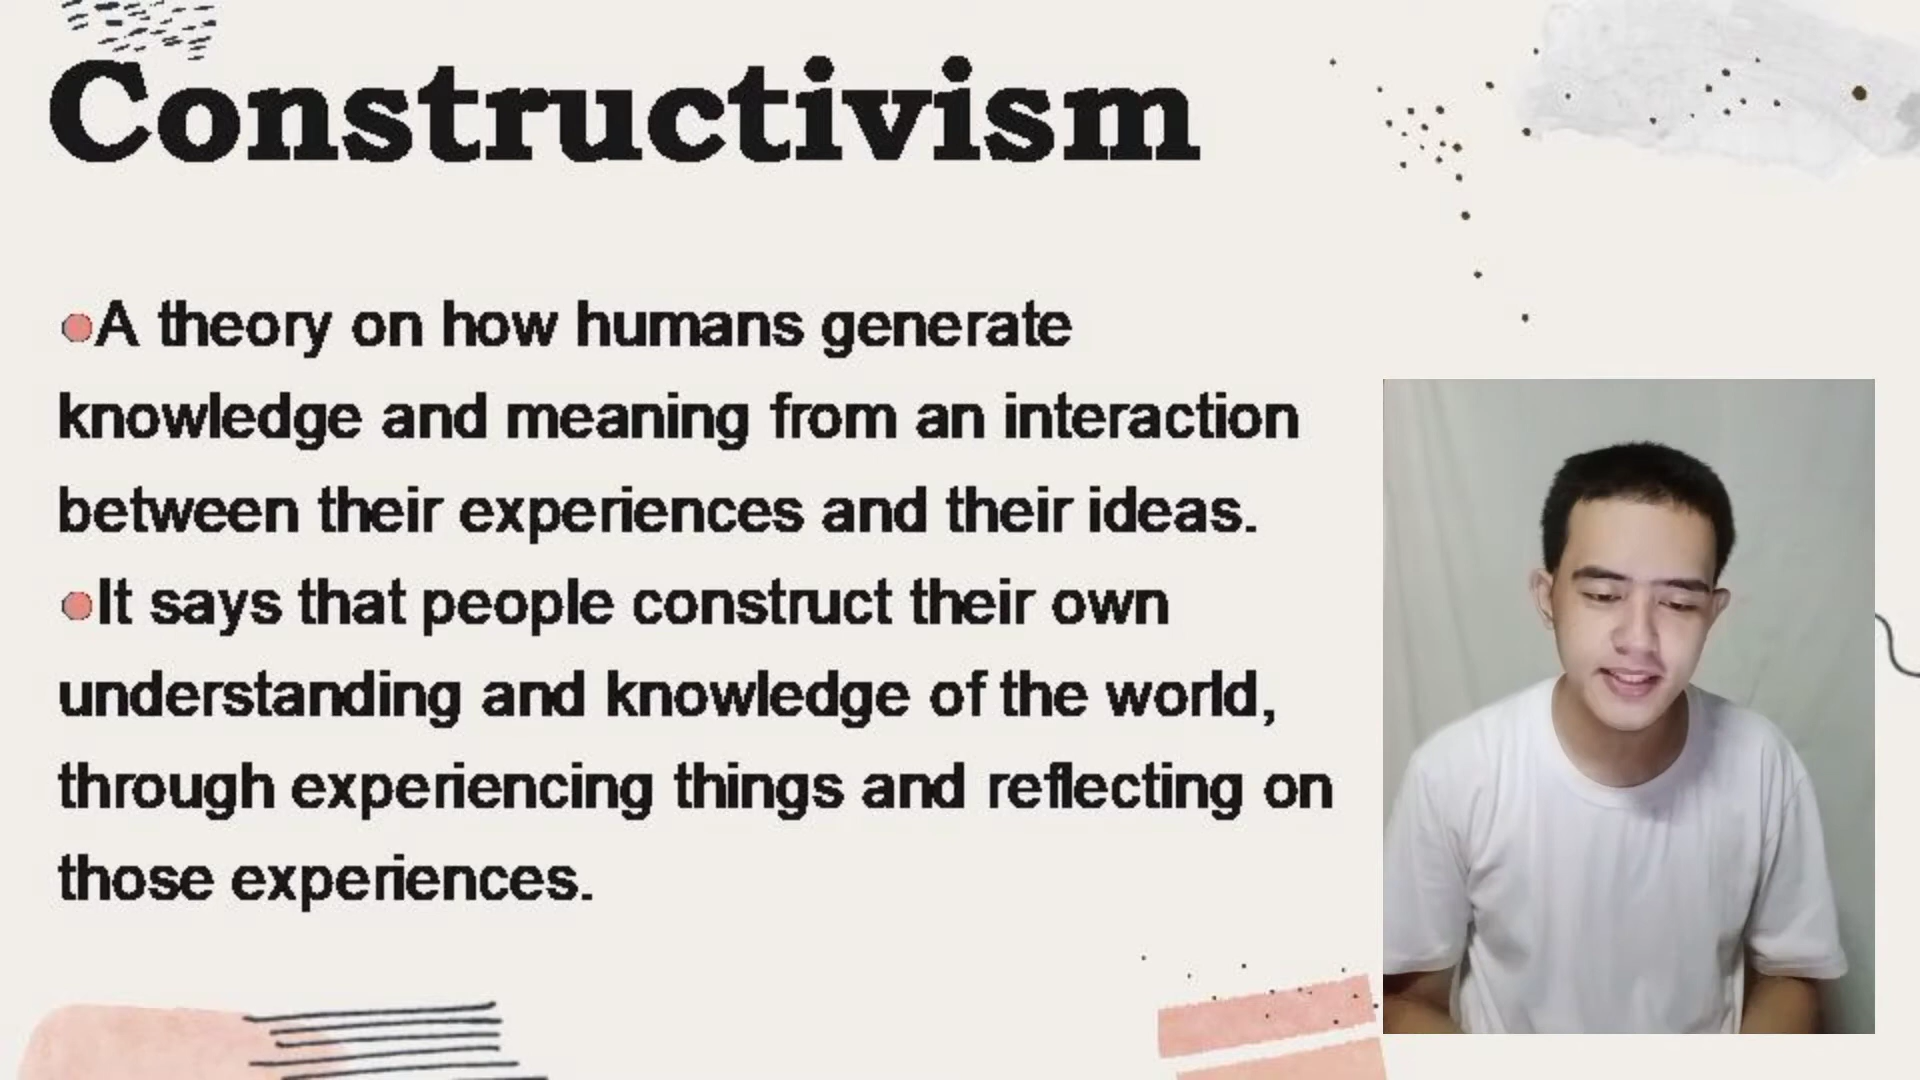 Constructivism
•A theory on how humans generate
knowledge and meaning from an interaction
between their experiences and their ideas.
•It says that people construct their own
understanding and knowledge of the world,
through experiencing things and reflecting on
those experiences.